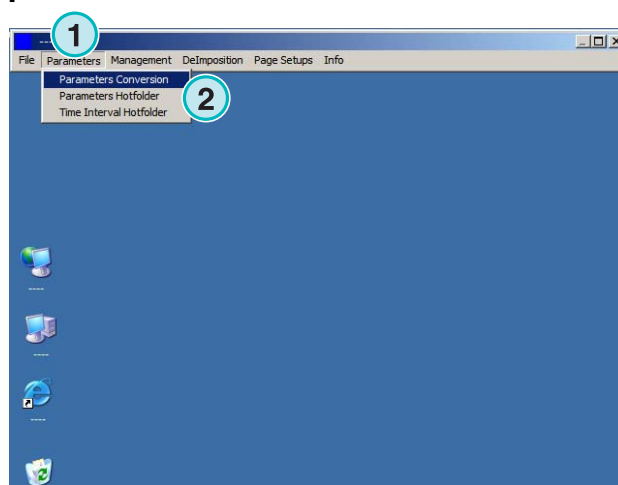 1
----
File Parameters Management DeImposition Page Setups Info
Parameters Conversion
Parameters Hotfolder
Time Interval Hotfolder
2
----
----
----